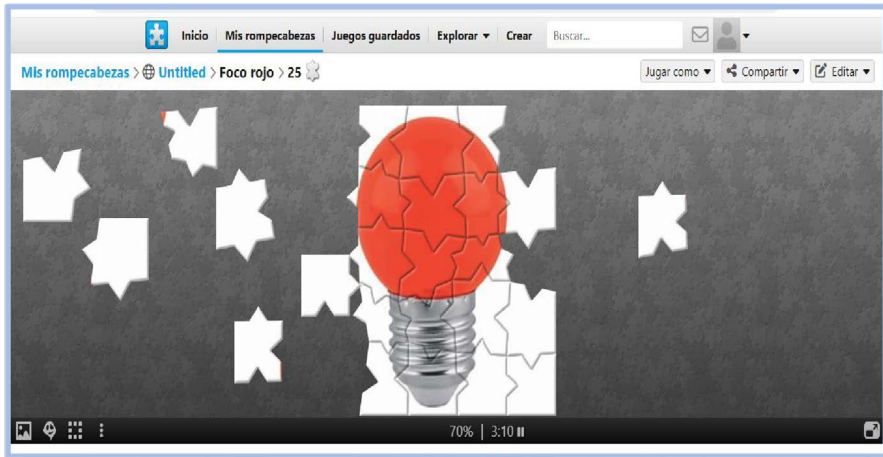 Inicio Mis rompecabezas Juegos guardados Explorar Crear Buscar...
Mis rompecabezas > Untitled > Foco rojo > 25 Jugar como Compartir Editar
70% | 3:10